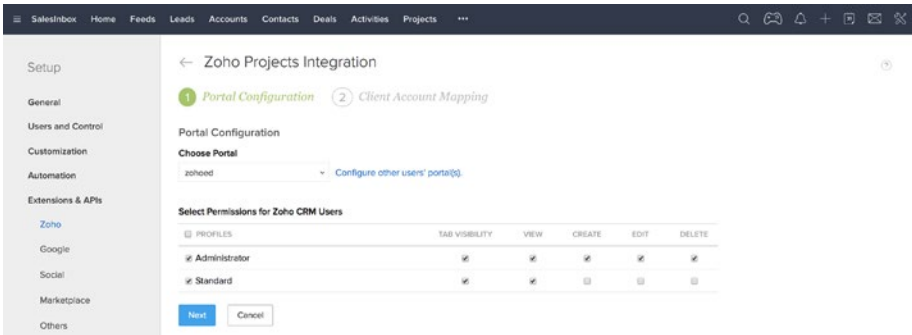 SalesInbox Home Feeds Leads Accounts Contacts Deals Activities Projects •••
Setup
← Zoho Projects Integration
?
1 Portal Configuration 2 Client Account Mapping
General
Users and Control
Portal Configuration
Customization
Choose Portal
Automation
zohoed Configure other users' portal(s).
Extensions & APIs
Select Permissions for Zoho CRM Users
Zoho
PROFILES TAB VISIBILITY VIEW CREATE EDIT DELETE
Google
Administrator
Social
Standard
Marketplace
Next Cancel
Others